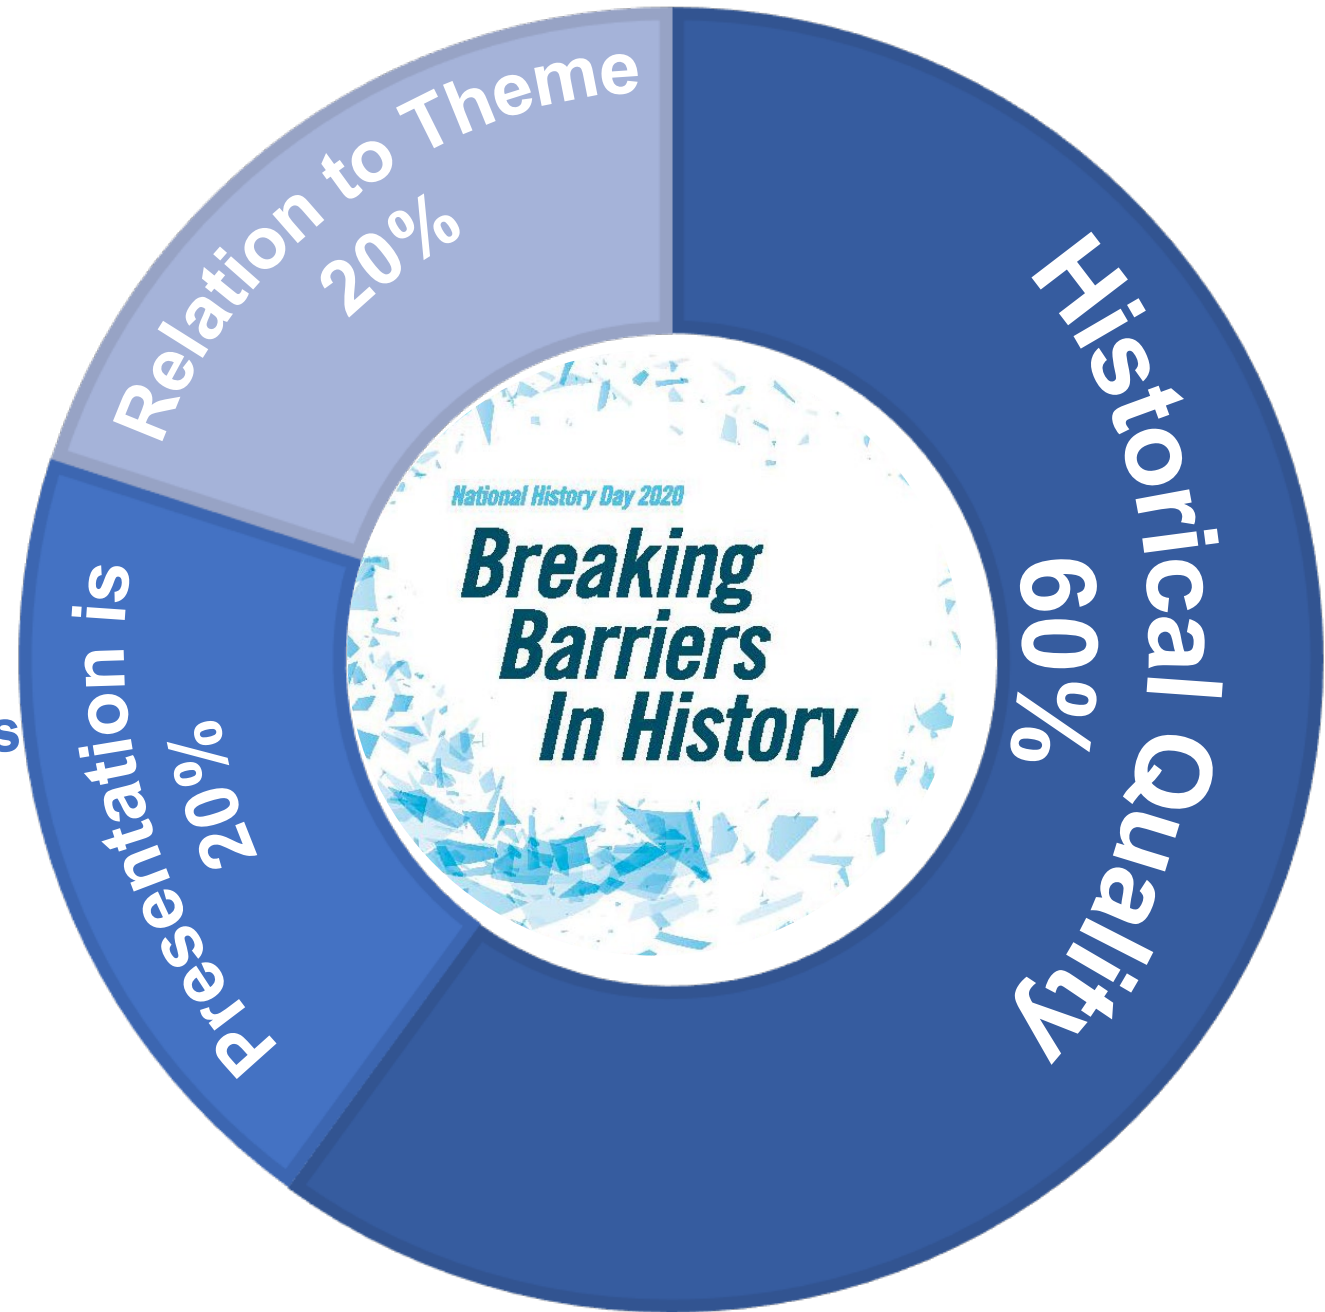 Relation to Theme
20%
Historical Quality
60%
Presentation is
20%
s
National History Day 2020
Breaking
Barriers
In History